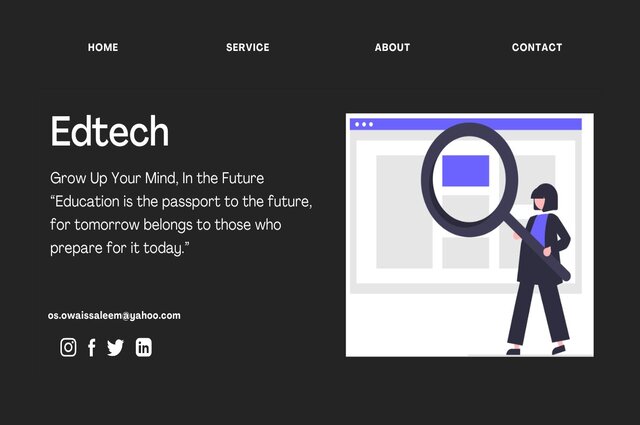 HOME SERVICE ABOUT CONTACT
Edtech
Grow Up Your Mind, In the Future
“Education is the passport to the future,
for tomorrow belongs to those who
prepare for it today.”
os.owaissaleem@yahoo.com